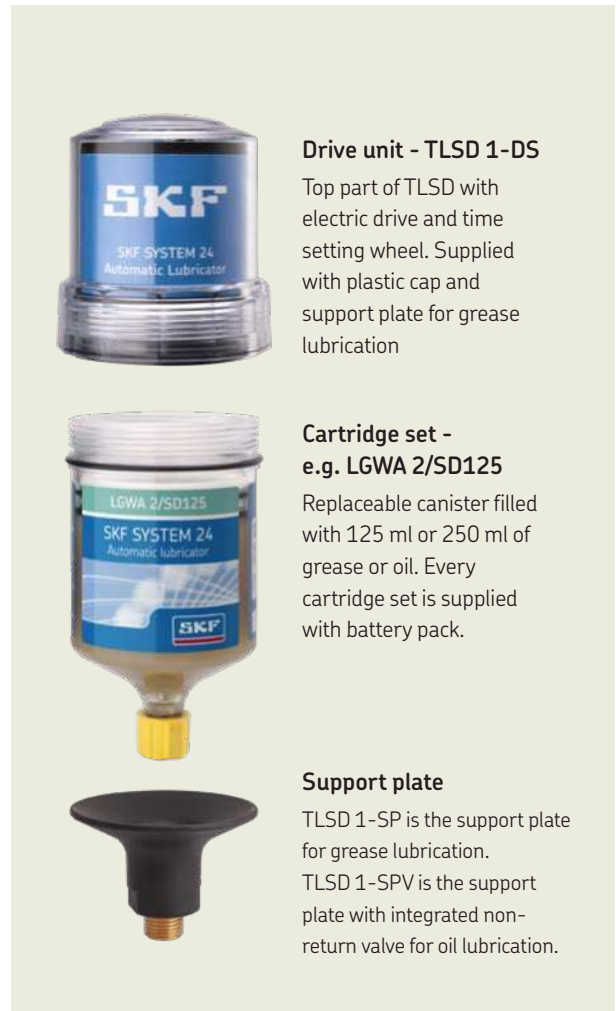 SKF
SKF SYSTEM 24
Automatic Lubricator
Drive unit - TLSD 1-DS
Top part of TLSD with
electric drive and time
setting wheel. Supplied
with plastic cap and
support plate for grease
lubrication
LGWA 2/SD125
SKF SYSTEM 24
Automatic lubricator
SKF
Cartridge set -
e.g. LGWA 2/SD125
Replaceable canister filled
with 125 ml or 250 ml of
grease or oil. Every
cartridge set is supplied
with battery pack.
Support plate
TLSD 1-SP is the support plate
for grease lubrication.
TLSD 1-SPV is the support
plate with integrated non-
return valve for oil lubrication.